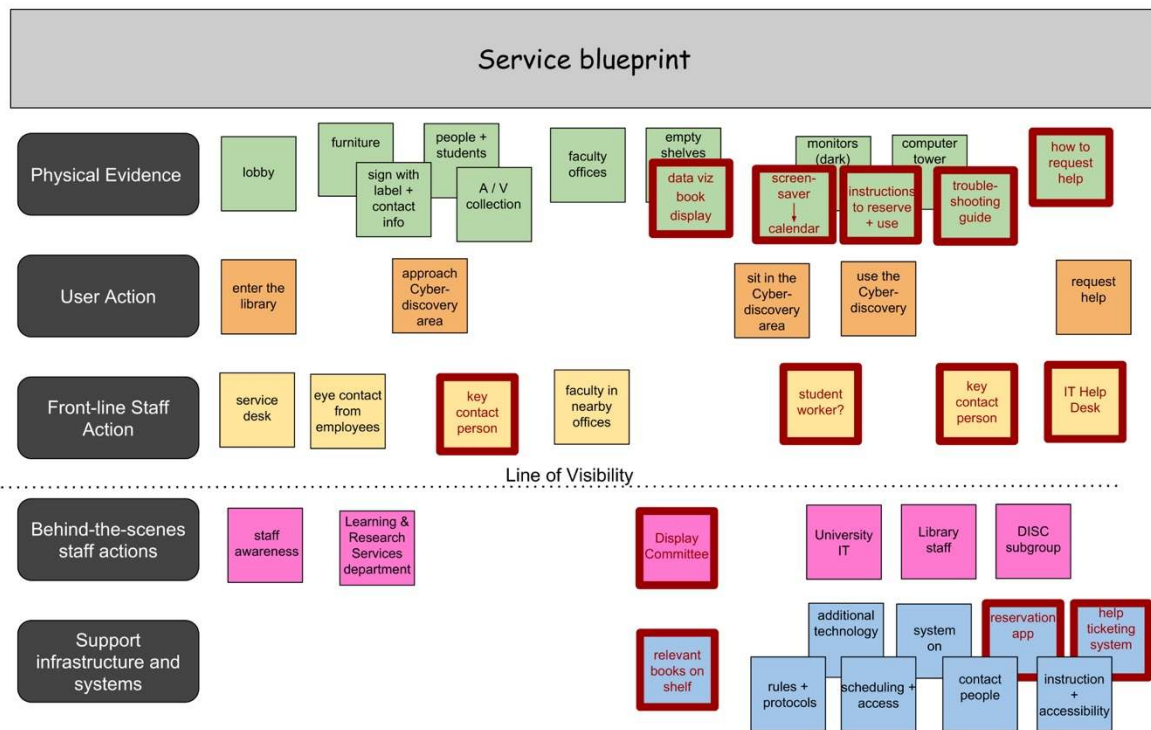 Service blueprint
Physical Evidence
lobby
furniture
sign with
label +
contact
info
people +
students
A / V
collection
faculty
offices
empty
shelves
data viz
book
display
monitors
(dark)
screen-
saver
calendar
instructions
to reserve
+ use
computer
tower
trouble-
shooting
guide
how to
request
help
User Action
enter the
library
approach
Cyber-
discovery
area
sit in the
Cyber-
discovery
area
use the
Cyber-
discovery
request
help
Front-line Staff
Action
service
desk
eye contact
from
employees
key
contact
person
faculty in
nearby
offices
student
worker?
key
contact
person
IT Help
Desk
Line of Visibility
Behind-the-scenes
staff actions
staff
awareness
Learning &
Research
Services
department
Display
Committee
University
IT
Library
staff
DISC
subgroup
Support
infrastructure and
systems
relevant
books on
shelf
additional
technology
system
on
reservation
app
help
ticketing
system
rules +
protocols
scheduling +
access
contact
people
instruction
+
accessibility